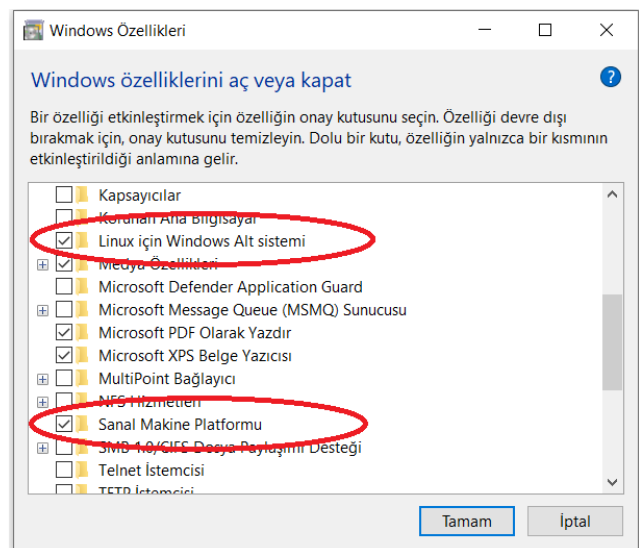 Windows Özellikleri
Windows özelliklerini aç veya kapat
Bir özelliği etkinleştirmek için özelliğin onay kutusunu seçin. Özelliği devre dışı
bırakmak için, onay kutusunu temizleyin. Dolu bir kutu, özelliğin yalnızca bir kısmının
etkinleştirildiği anlamına gelir.
Kapsayıcılar
Korunan Ana Bilgisayar
Linux için Windows Alt sistemi
Medya Özellikleri
Microsoft Defender Application Guard
Microsoft Message Queue (MSMQ) Sunucusu
Microsoft PDF Olarak Yazdır
Microsoft XPS Belge Yazıcısı
MultiPoint Bağlayıcı
NFS Hizmetleri
Sanal Makine Platformu
SMB 1.0/CIFS Dosya Paylaşımı Desteği
Telnet İstemcisi
TFTP İstemcisi
Tamam
İptal